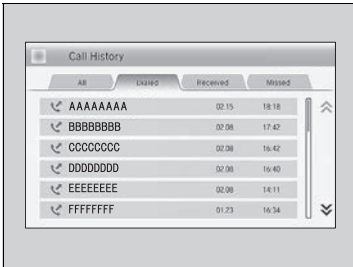 Call History
All Dialed Received Missed
AAAAAAAA 02.15 18:18
BBBBBBBB 02.08 17:42
CCCCCCCC 02.08 16:42
DDDDDDDD 02.08 16:40
EEEEEEEE 02.08 14:11
FFFFFFFF 01.23 16:34